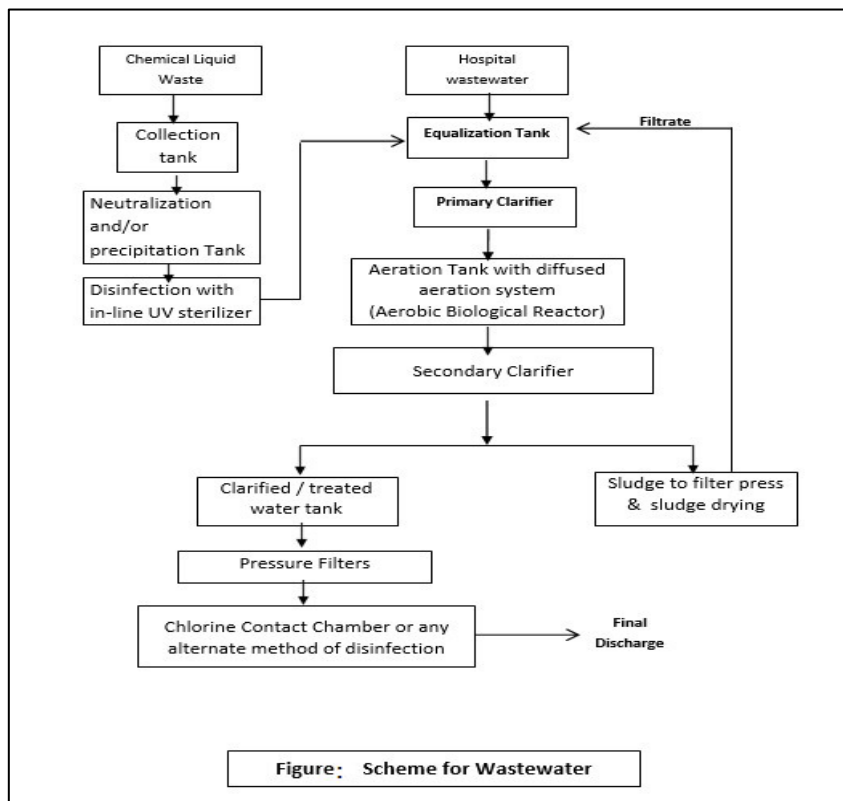 Chemical Liquid
Waste
Hospital
wastewater
Collection
tank
Equalization Tank
Filtrate
Neutralization
and/or
precipitation Tank
Primary Clarifier
Disinfection with
in-line UV sterilizer
Aeration Tank with diffused
aeration system
(Aerobic Biological Reactor)
Secondary Clarifier
Clarified / treated
water tank
Sludge to filter press
& sludge drying
Pressure Filters
Chlorine Contact Chamber or any
alternate method of disinfection
Final
Discharge
Figure: Scheme for Wastewater